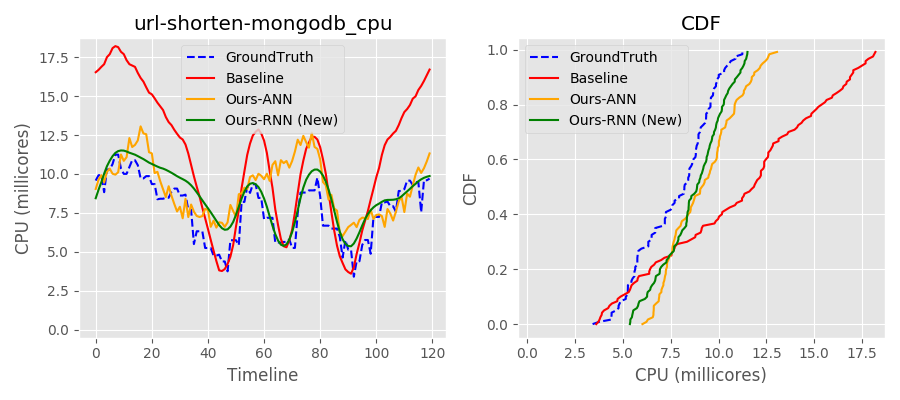 url-shorten-mongodb_cpu
GroundTruth
Baseline
Ours-ANN
Ours-RNN (New)
17.5
15.0
12.5
10.0
7.5
5.0
2.5
0.0
CPU (millicores)
0
20
40
60
80
100
120
Timeline
CDF
GroundTruth
Baseline
Ours-ANN
Ours-RNN (New)
1.0
0.8
0.6
0.4
0.2
0.0
CDF
0.0
2.5
5.0
7.5
10.0
12.5
15.0
17.5
CPU (millicores)